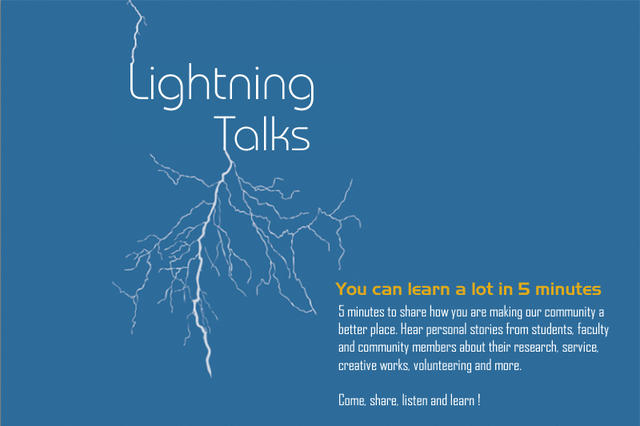 Lightning
Talks
You can learn a lot in 5 minutes
5 minutes to share how you are making our community a
better place. Hear personal stories from students, faculty
and community members about their research, service,
creative works, volunteering and more.
Come, share, listen and learn !